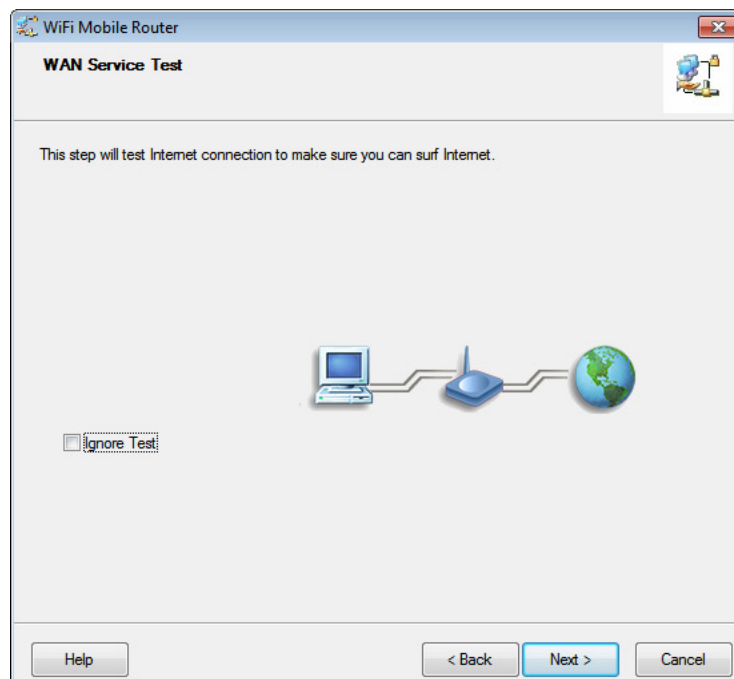 WiFi Mobile Router
WAN Service Test
This step will test Internet connection to make sure you can surf Internet.
Ignore Test
Help
< Back
Next >
Cancel